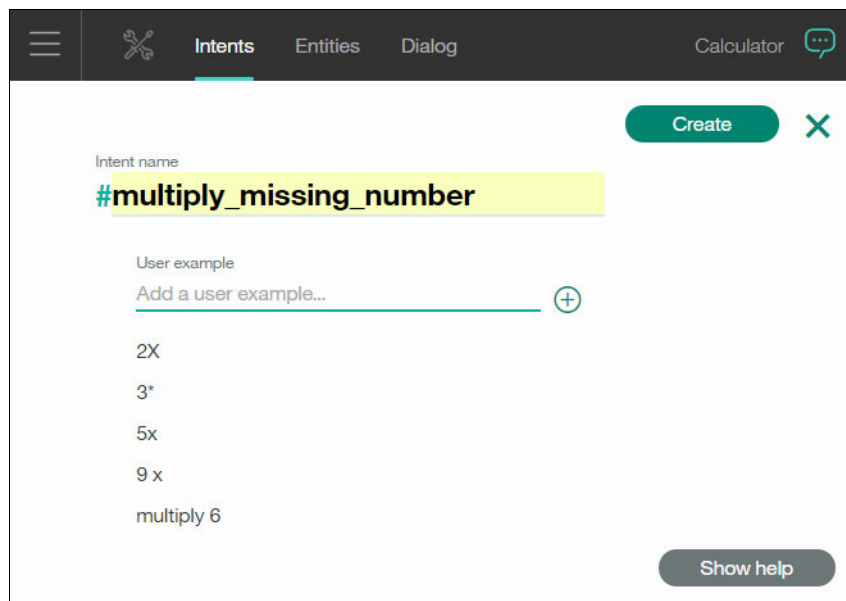 Intents Entities Dialog Calculator
Create
Intent name
#multiply_missing_number
User example
Add a user example...
2X
3*
5x
9 x
multiply 6
Show help